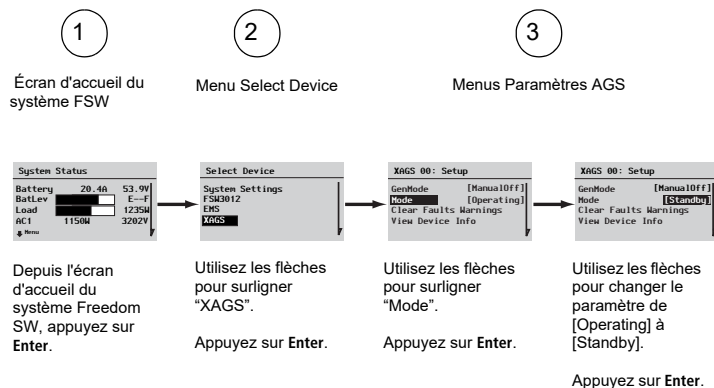 1
2
3
Écran d'accueil du
système FSW
Menu Select Device
Menus Paramètres AGS
System Status
Battery 20.4A 53.9V
BatLev E--F
Load 1235W
AC1 1150W 3202V
Menu
Select Device
System Settings
FSW3012
EMS
XAGS
XAGS 00: Setup
GenMode [ManualOff]
Mode [Operating]
Clear Faults Warnings
View Device Info
XAGS 00: Setup
GenMode [ManualOff]
Mode [Standby]
Clear Faults Warnings
View Device Info
Depuis l'écran
d'accueil du
système Freedom
SW, appuyez sur
Enter.
Utilisez les flèches
pour surligner
“XAGS”.
Appuyez sur Enter.
Utilisez les flèches
pour surligner
“Mode”.
Appuyez sur Enter.
Utilisez les flèches
pour changer le
paramètre de
[Operating] à
[Standby].
Appuyez sur Enter.